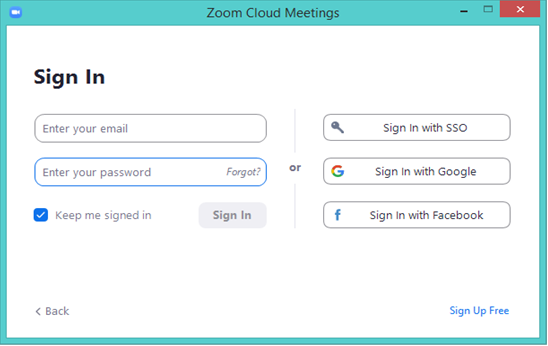 Zoom Cloud Meetings
Sign In
Enter your email
Enter your password
Forgot?
Keep me signed in
Sign In
or
Sign In with SSO
Sign In with Google
Sign In with Facebook
Back
Sign Up Free